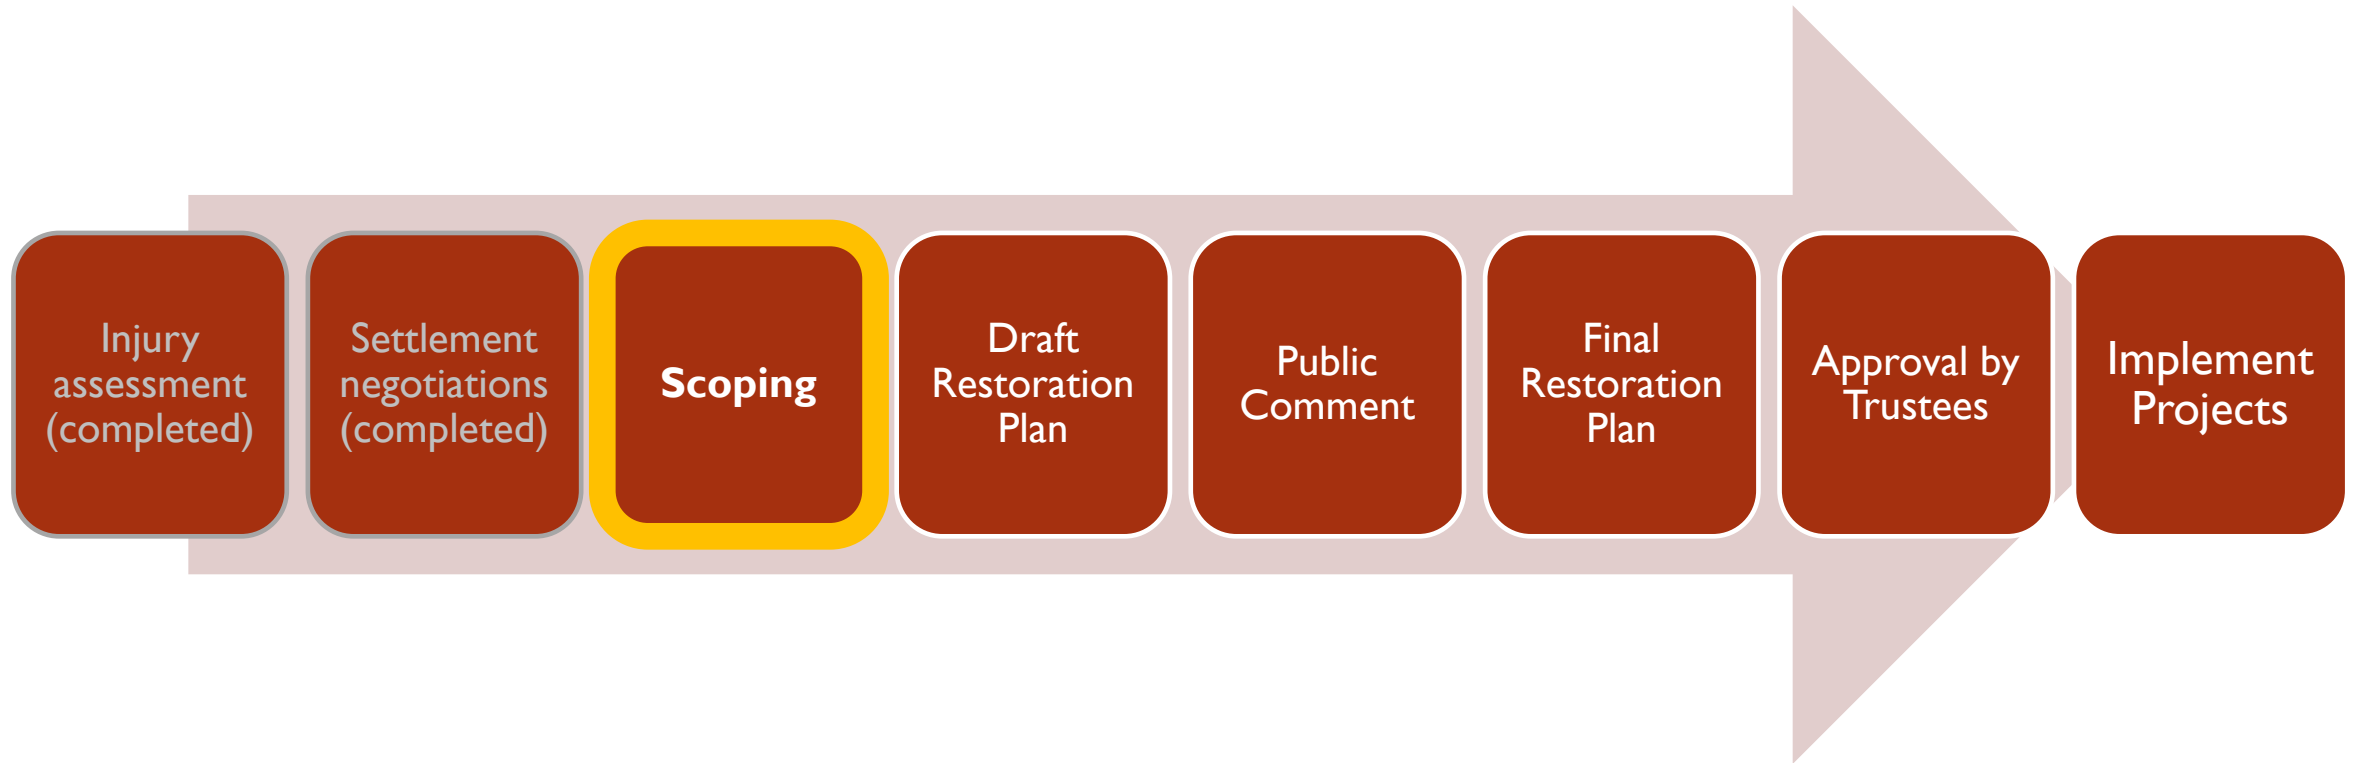 Injury
assessment
(completed)
Settlement
negotiations
(completed)
Scoping
Draft
Restoration
Plan
Public
Comment
Final
Restoration
Plan
Approval by
Trustees
Implement
Projects